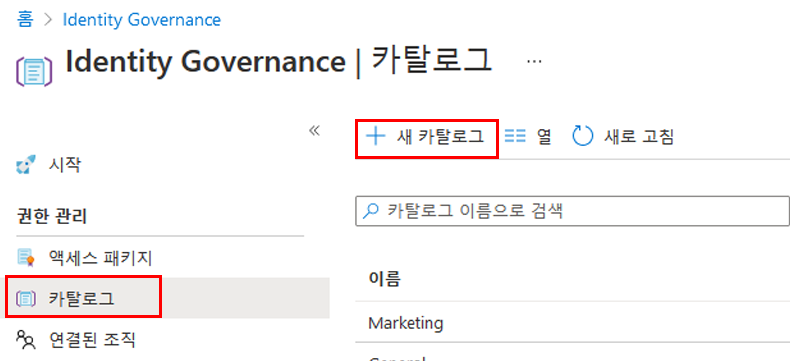 홈 > Identity Governance
Identity Governance | 카탈로그 ...
«
새 카탈로그 열 새로 고침
시작
권한 관리
카탈로그 이름으로 검색
액세스 패키지
이름
카탈로그
Marketing
연결된 조직